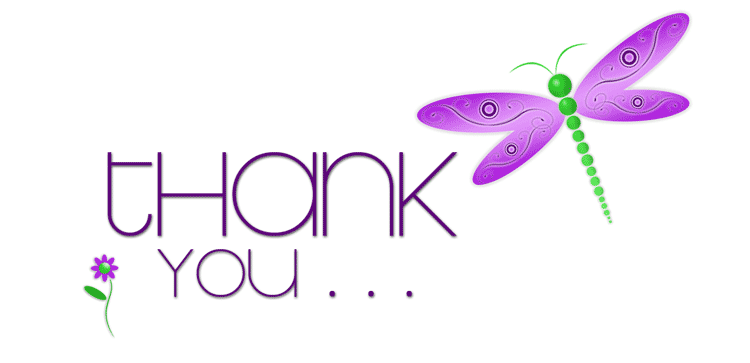 tHank
YOU . . .